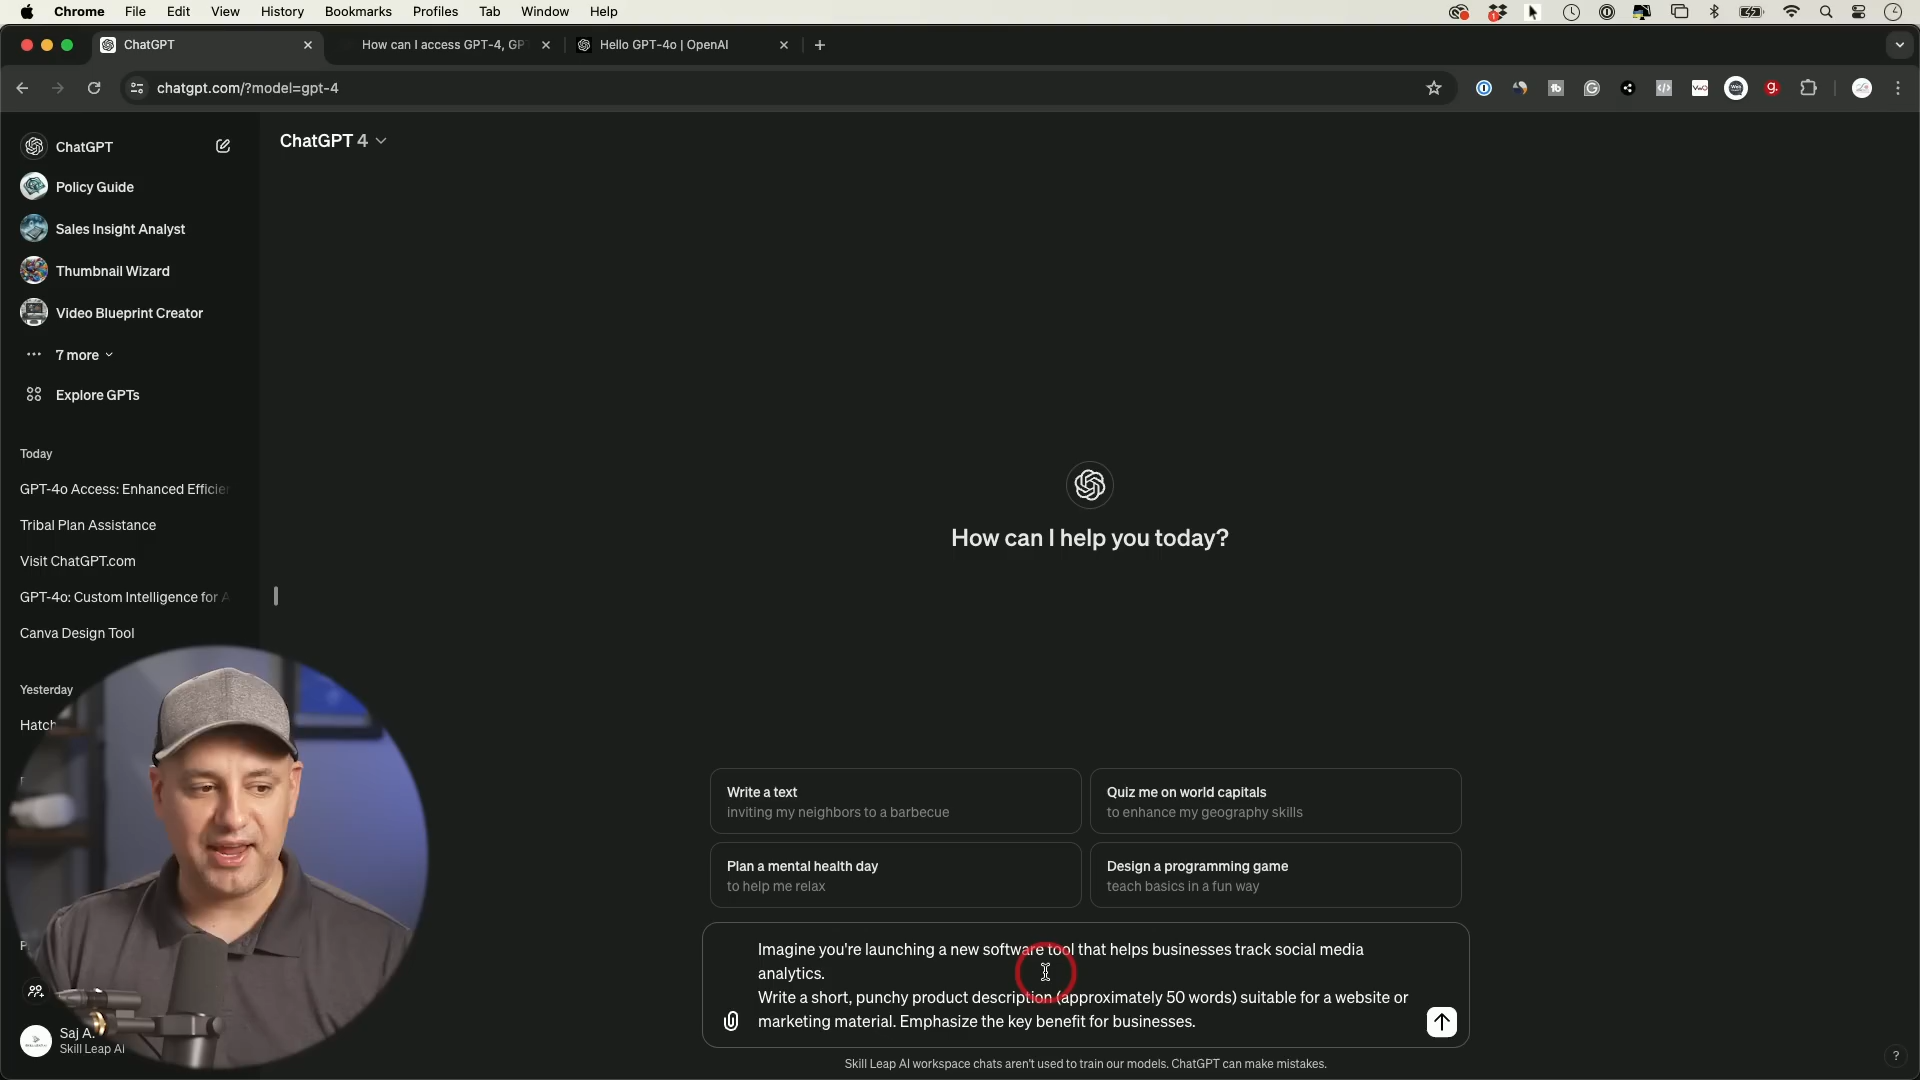 Chrome File Edit View History Bookmarks Profiles Tab Window Help
ChatGPT
How can I access GPT-4, GPT
Hello GPT-4o | OpenAI
chatgpt.com/?model=gpt-4
ChatGPT
Policy Guide
Sales Insight Analyst
Thumbnail Wizard
Video Blueprint Creator
7 more
Explore GPTs
Today
GPT-4o Access: Enhanced Efficien
Tribal Plan Assistance
Visit ChatGPT.com
GPT-4o: Custom Intelligence for A
Canva Design Tool
Yesterday
Hatch
Saj A.
Skill Leap AI
ChatGPT 4
How can I help you today?
Write a text
inviting my neighbors to a barbecue
Quiz me on world capitals
to enhance my geography skills
Plan a mental health day
to help me relax
Design a programming game
teach basics in a fun way
Imagine you're launching a new software tool that helps businesses track social media
analytics.
Write a short, punchy product description (approximately 50 words) suitable for a website or
marketing material. Emphasize the key benefit for businesses.
Skill Leap AI workspace chats aren't used to train our models. ChatGPT can make mistakes.
?